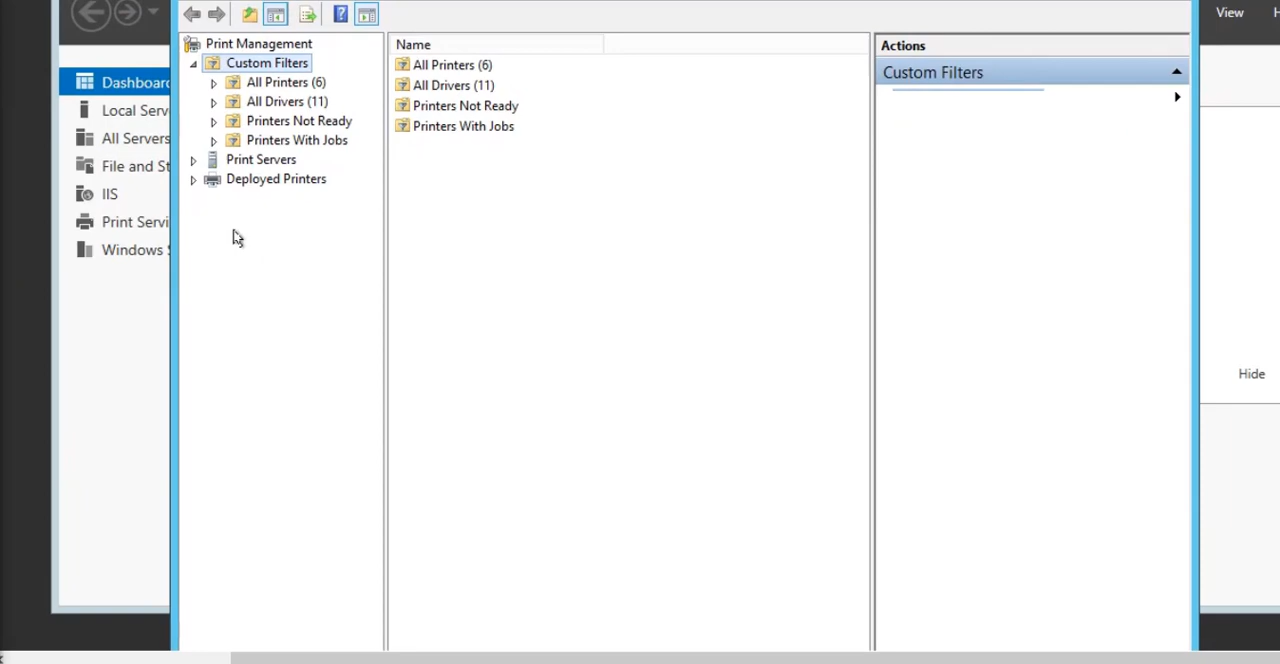 View
H
Print Management
Custom Filters
All Printers (6)
All Drivers (11)
Printers Not Ready
Printers With Jobs
Print Servers
Deployed Printers
Name
All Printers (6)
All Drivers (11)
Printers Not Ready
Printers With Jobs
Actions
Custom Filters
Dashboard
Local Serv
All Servers
File and St
IIS
Print Servi
Windows S
Hide